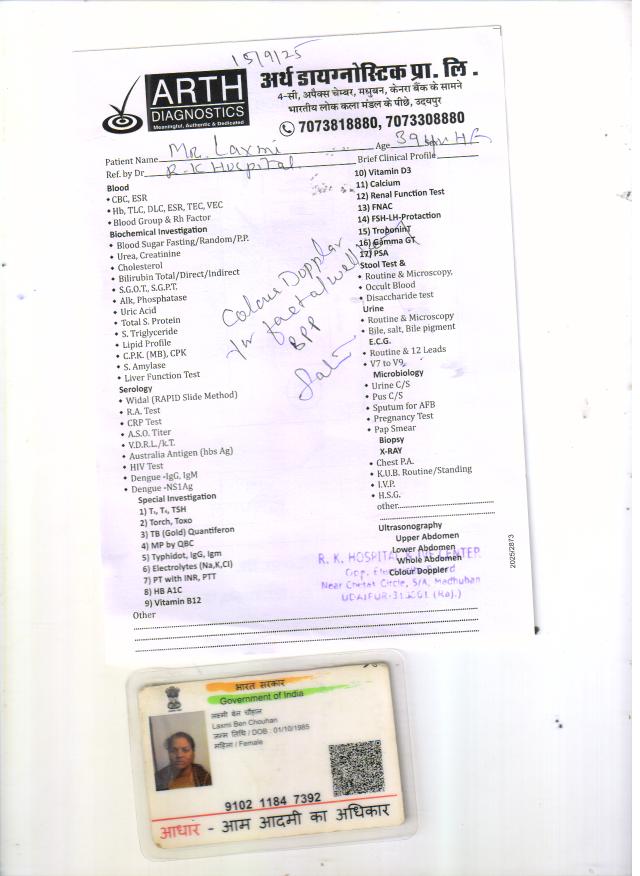 15/9/25
ARTH
DIAGNOSTICS
Meaningful, Authentic & Dedicated
अर्थ डायग्नोस्टिक प्रा. लि.
4-सी, अपैक्स चेम्बर, मधुबन, केनरा बैंक के सामने
भारतीय लोक कला मंडल के पीछे, उदयपुर
7073818880, 7073308880
Patient Name Mr. Laxmi Age 39
Ref. by Dr. R.K Hospital Brief Clinical Profile
Blood
• CBC, ESR
• Hb, TLC, DLC, ESR, TEC, VEC
• Blood Group & Rh Factor
Biochemical Investigation
• Blood Sugar Fasting/Random/P.P.
• Urea, Creatinine
• Cholesterol
• Bilirubin Total/Direct/Indirect
• S.G.O.T., S.G.P.T.
• Alk, Phosphatase
• Uric Acid
• Total S. Protein
• S. Triglyceride
• Lipid Profile
• C.P.K. (MB), CPK
• S. Amylase
• Liver Function Test
Serology
• Widal (RAPID Slide Method)
• R.A. Test
• CRP Test
• A.S.O. Titer
• V.D.R.L./k.T.
• Australia Antigen (hbs Ag)
• HIV Test
• Dengue -IgG, IgM
• Dengue -NS1Ag
Special Investigation
1) T₃, T₄, TSH
2) Torch, Toxo
3) TB (Gold) Quantiferon
4) MP by QBC
5) Typhidot, IgG, Igm
6) Electrolytes (Na,K,Cl)
7) PT with INR, PTT
8) HB A1C
9) Vitamin B12
Other
10) Vitamin D3
11) Calcium
12) Renal Function Test
13) FNAC
14) FSH-LH-Protaction
15) TroponinT
16) Gamma GT
17) PSA
Stool Test &
• Routine & Microscopy,
• Occult Blood
• Disaccharide test
Urine
• Routine & Microscopy
• Bile, salt, Bile pigment
E.C.G.
• Routine & 12 Leads
• V7 to V9
Microbiology
• Urine C/S
• Pus C/S
• Sputum for AFB
• Pregnancy Test
• Pap Smear
Biopsy
X-RAY
• Chest P.A.
• K.U.B. Routine/Standing
• I.V.P.
• H.S.G.
other
Ultrasonography
Upper Abdomen
Lower Abdomen
Whole Abdomen
Colour Doppler
Colour Dopplar
for foetal well
BPP
R. K. HOSPITAL
Near Chetak Circle, 5/A, Madhuban
UDAIPUR-313001 (Raj.)
2025/2873
भारत सरकार
Government of India
लक्ष्मी बेन चौहान
Laxmi Ben Chouhan
जन्म तिथि / DOB : 01/10/1985
महिला / Female
9102 1184 7392
आधार - आम आदमी का अधिकार